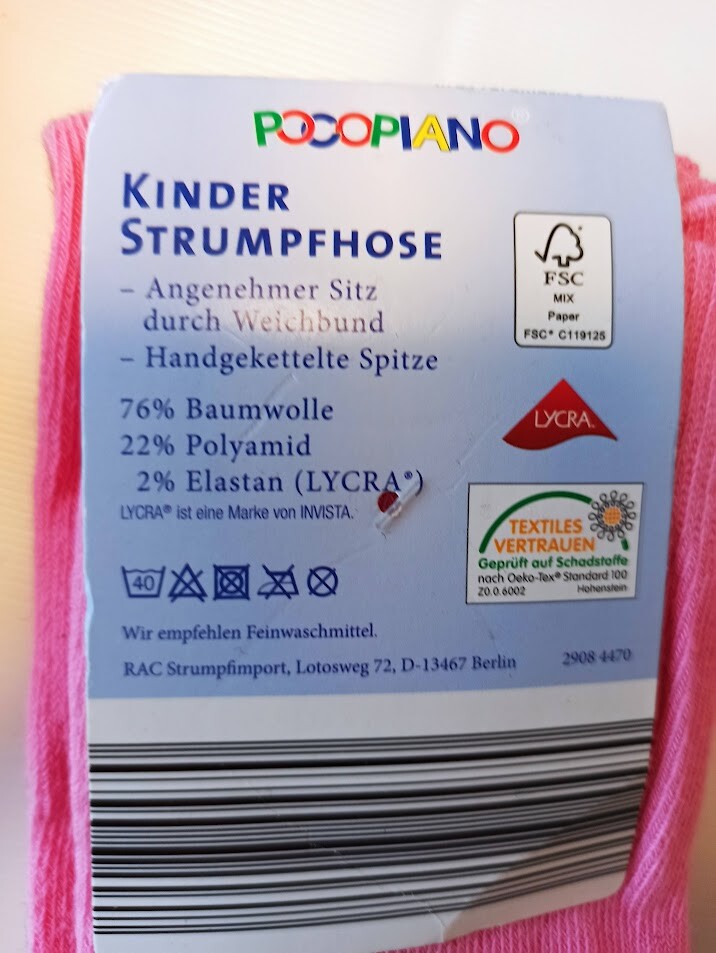 POCOPIANO®
KINDER
STRUMPFHOSE
– Angenehmer Sitz
durch Weichbund
– Handgekettelte Spitze
76% Baumwolle
22% Polyamid
2% Elastan (LYCRA®)
LYCRA® ist eine Marke von INVISTA.
40
Wir empfehlen Feinwaschmittel.
RAC Strumpfimport, Lotosweg 72, D-13467 Berlin
2908 4470
FSC
MIX
Paper
FSC® C119125
LYCRA
TEXTILES
VERTRAUEN
Geprüft auf Schadstoffe
nach Oeko-Tex® Standard 100
Z0.0.6002 Hohenstein